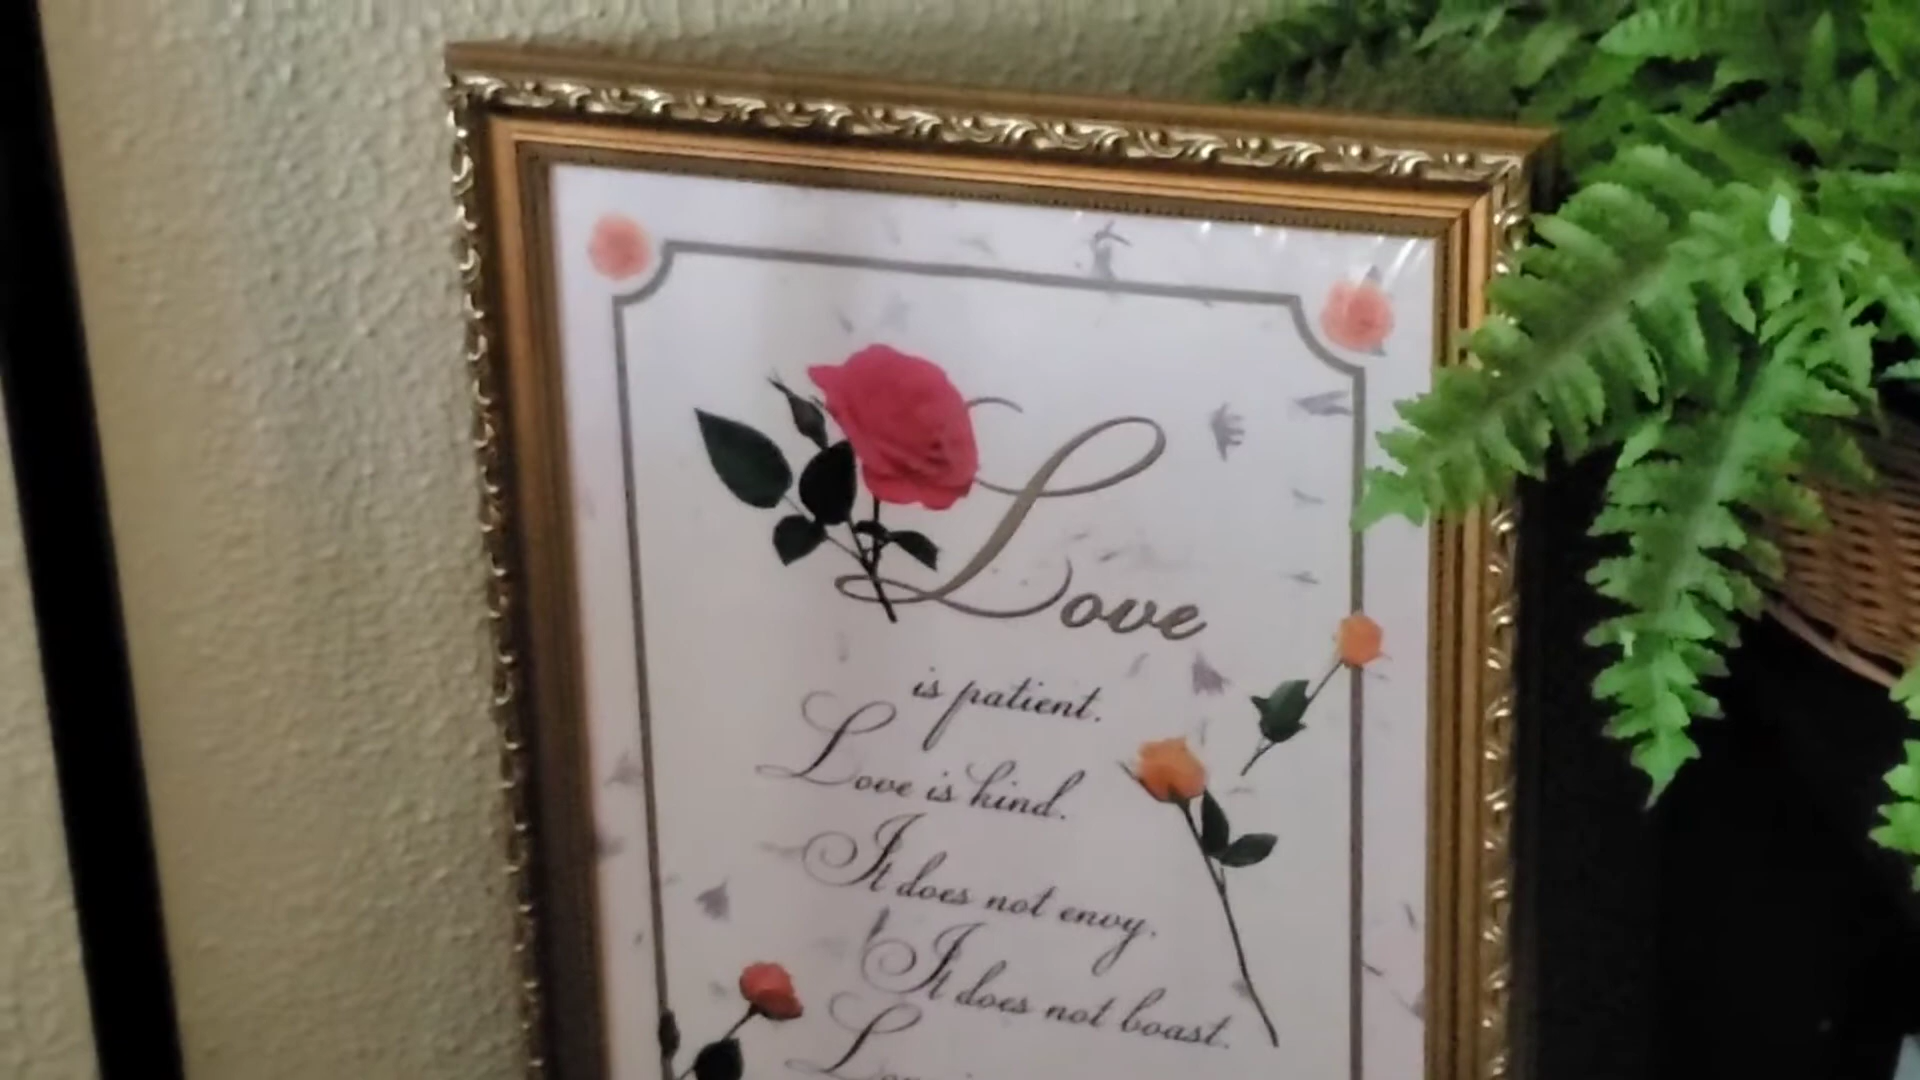 Love
is patient.
Love is kind.
It does not envy.
It does not boast.